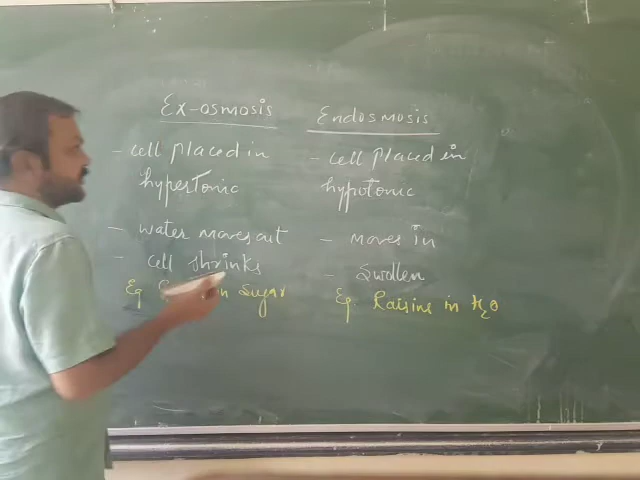 Ex-osmosis
- cell placed in
hyperTonic
- water moves out
- cell shrinks
Eg in Sugar
Endosmosis
- cell placed in
hypotonic
- moves in
- Swollen
Eg. Raisins in H₂O